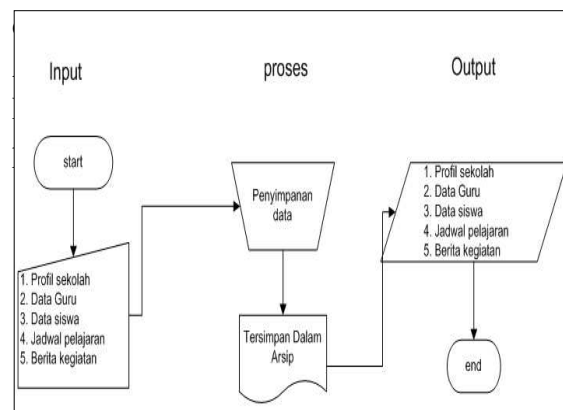 Input
proses
Output
start
1. Profil sekolah
2. Data Guru
3. Data siswa
4. Jadwal pelajaran
5. Berita kegiatan
Penyimpanan
data
Tersimpan Dalam
Arsip
1. Profil sekolah
2. Data Guru
3. Data siswa
4. Jadwal pelajaran
5. Berita kegiatan
end